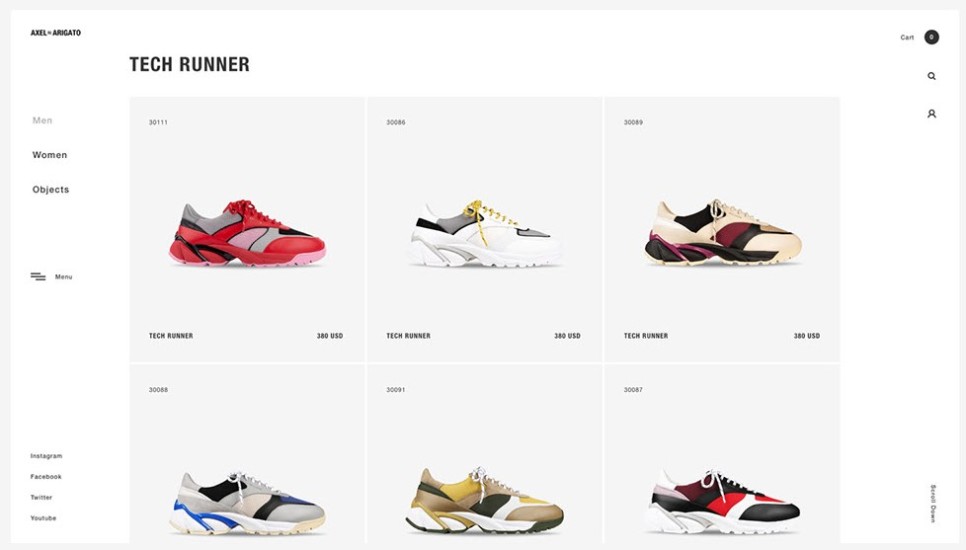 AXEL ARIGATO
Cart 0
TECH RUNNER
Men
Women
Objects
Menu
30111
TECH RUNNER 380 USD
30086
TECH RUNNER 380 USD
30089
TECH RUNNER 380 USD
30088
30091
30087
Instagram
Facebook
Twitter
Youtube
Scroll Down